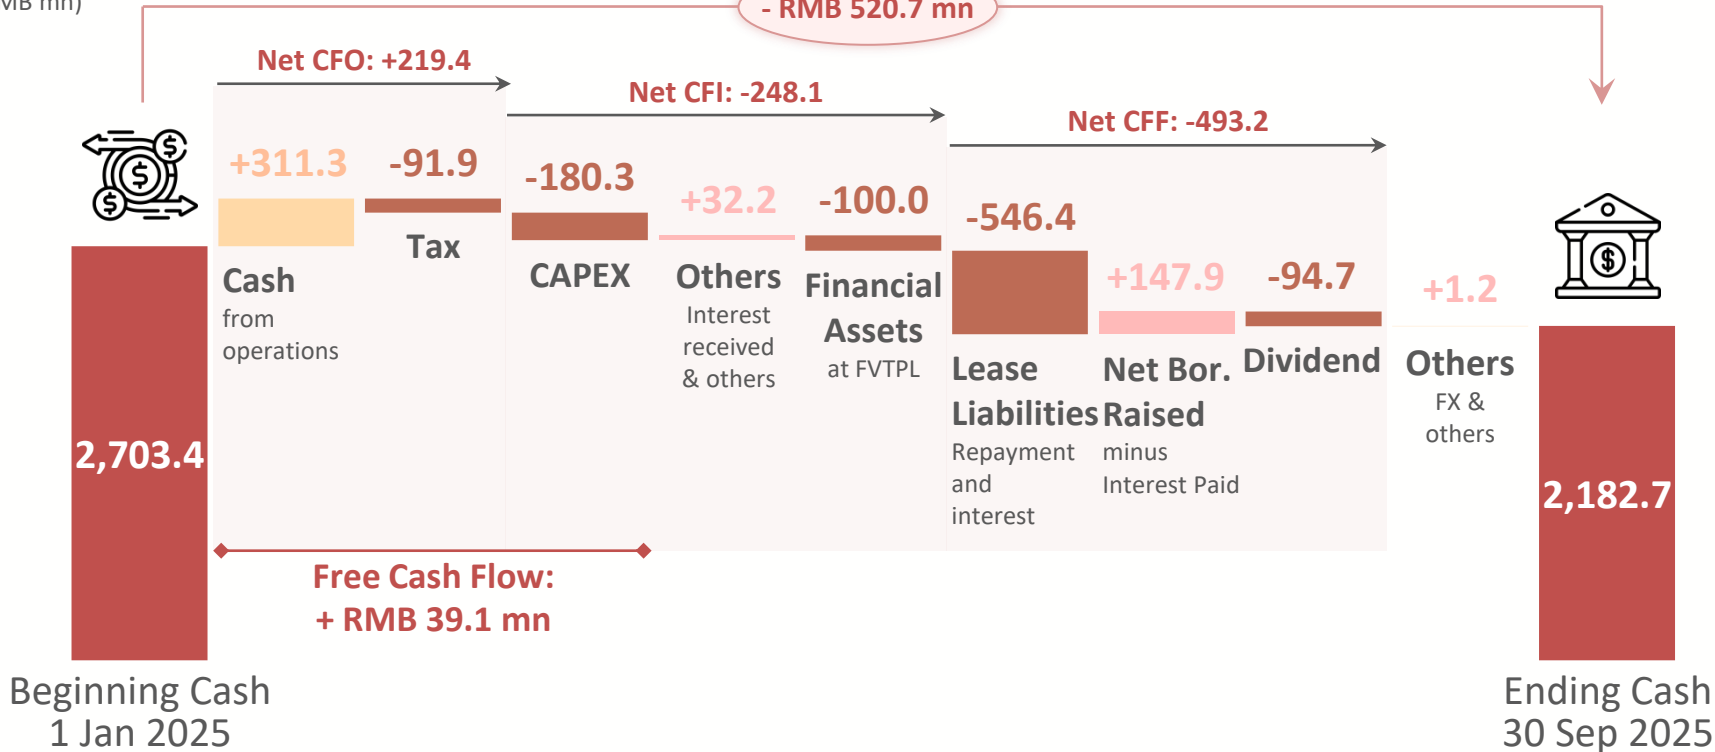 - RMB 520.7 mn
Net CFO: +219.4
Net CFI: -248.1
Net CFF: -493.2
+311.3
Cash
from
operations
-91.9
Tax
-180.3
CAPEX
+32.2
Others
Interest
received
& others
-100.0
Financial
Assets
at FVTPL
-546.4
Lease
Liabilities
Repayment
and
interest
+147.9
Net Bor.
Raised
minus
Interest Paid
-94.7
Dividend
+1.2
Others
FX &
others
2,703.4
2,182.7
Free Cash Flow:
+ RMB 39.1 mn
Beginning Cash
1 Jan 2025
Ending Cash
30 Sep 2025